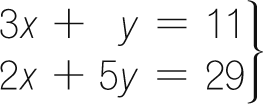 3x + y = 11
2x + 5y = 29